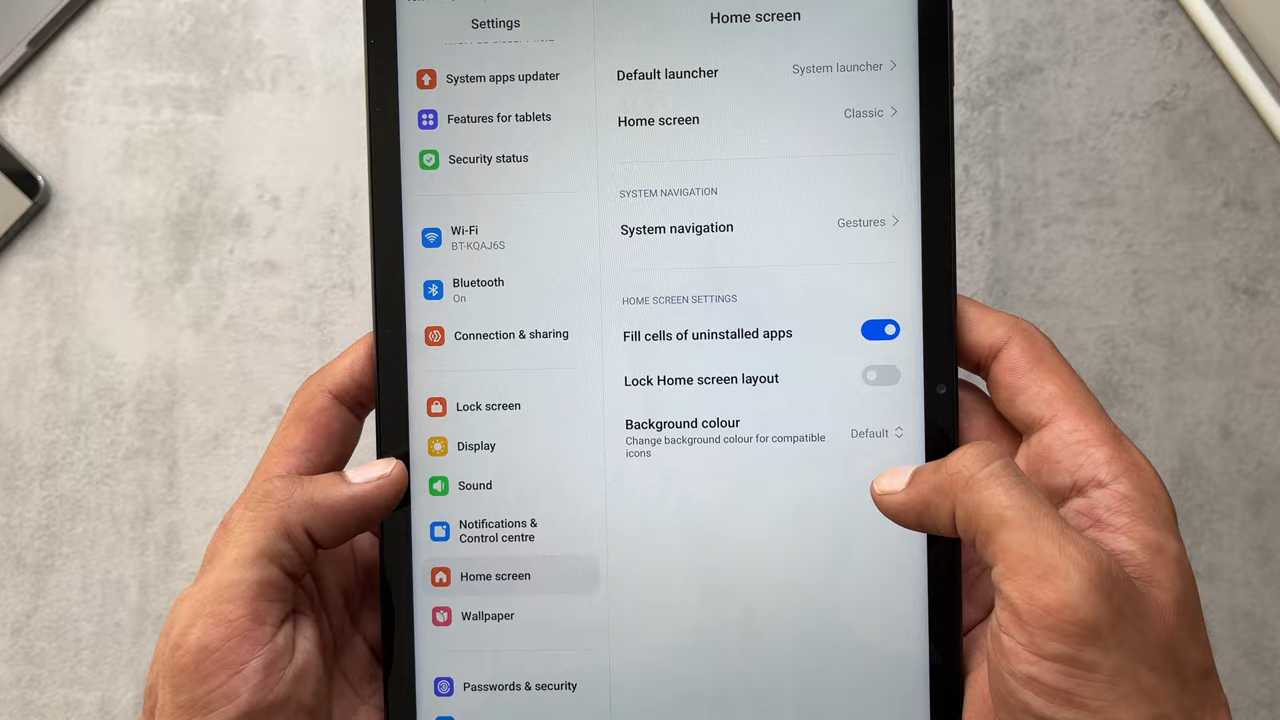 Settings
System apps updater
Features for tablets
Security status
Wi-Fi
BT-KQAJ6S
Bluetooth
On
Connection & sharing
Lock screen
Display
Sound
Notifications &
Control centre
Home screen
Wallpaper
Passwords & security
Home screen
Default launcher
System launcher
Home screen
Classic
SYSTEM NAVIGATION
System navigation
Gestures
HOME SCREEN SETTINGS
Fill cells of uninstalled apps
Lock Home screen layout
Background colour
Change background colour for compatible
icons
Default